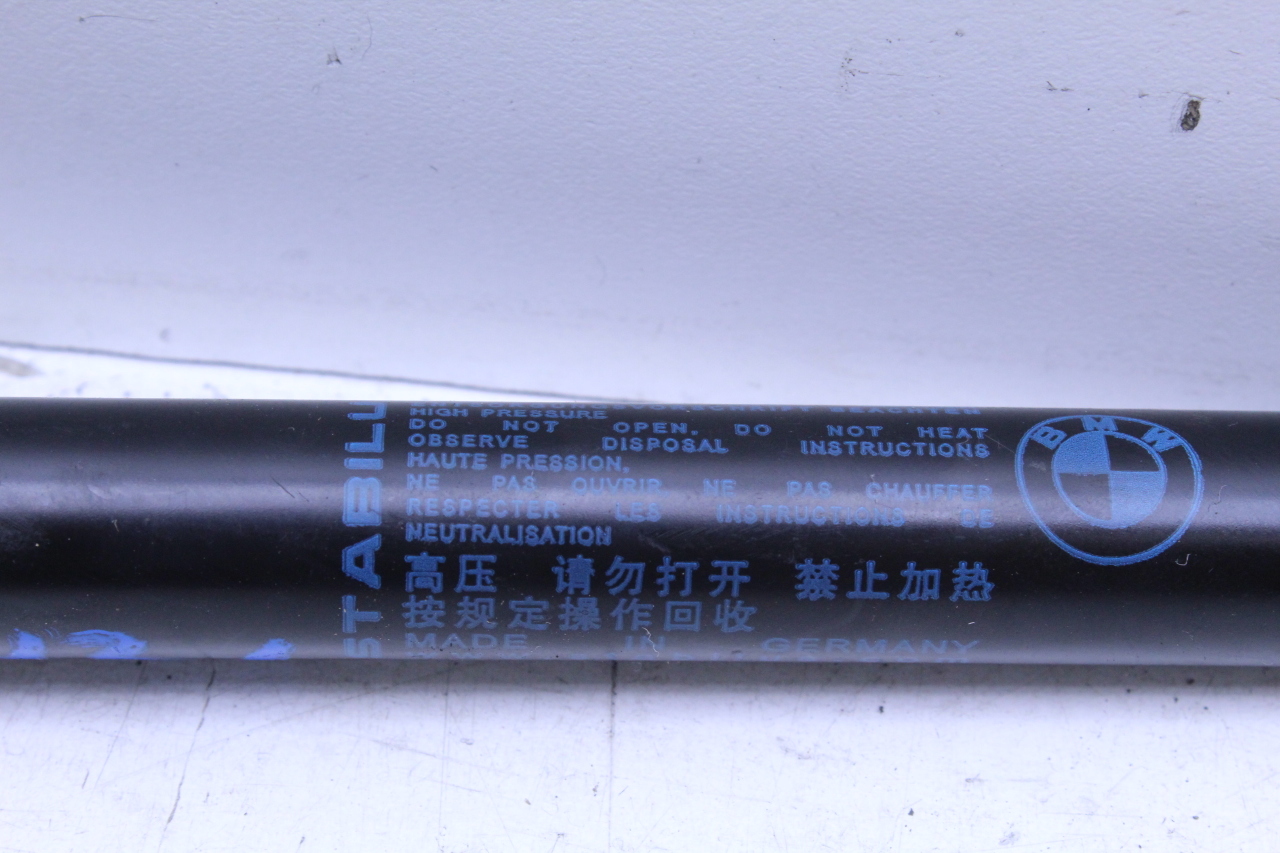 STABILU
BEACHTEN
HIGH PRESSURE
DO NOT OPEN. DO NOT HEAT
OBSERVE DISPOSAL INSTRUCTIONS
HAUTE PRESSION,
NE PAS OUVRIR, NE PAS CHAUFFER
RESPECTER LES INSTRUCTIONS DE
NEUTRALISATION
高压 请勿打开 禁止加热
按规定操作回收
MADE IN GERMANY
BMW